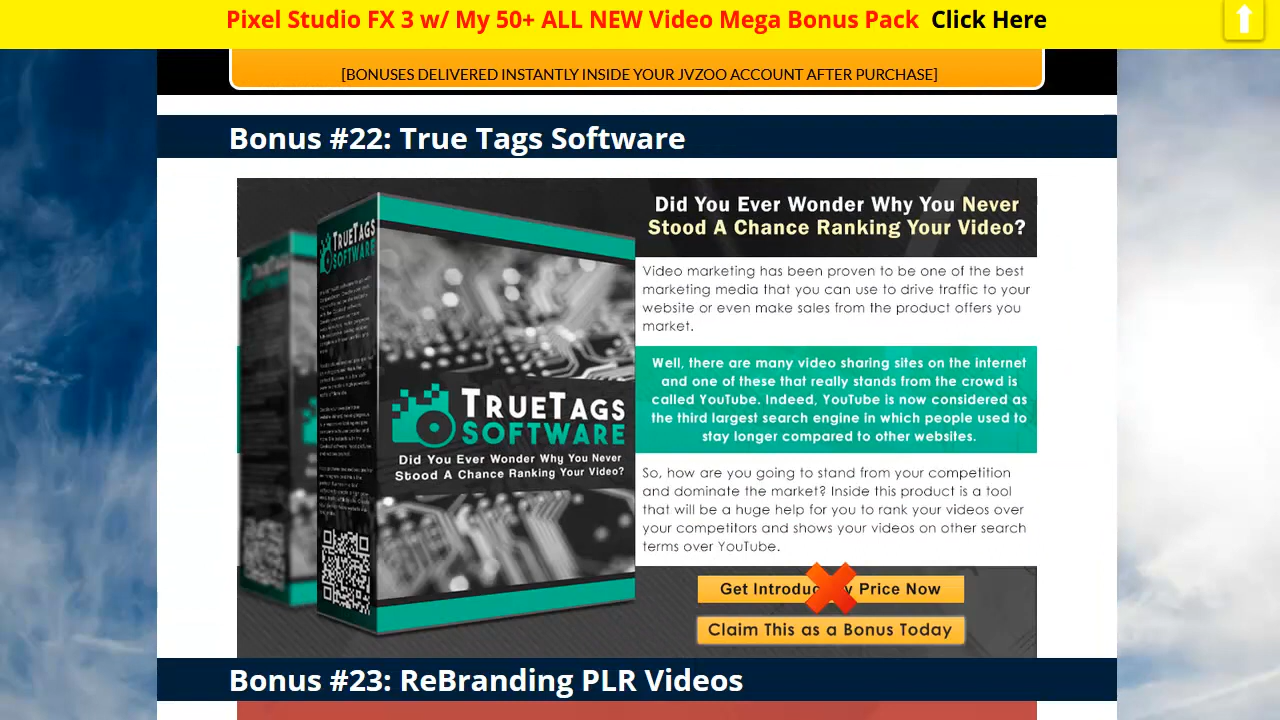 Pixel Studio FX 3 w/ My 50+ ALL NEW Video Mega Bonus Pack Click Here
[BONUSES DELIVERED INSTANTLY INSIDE YOUR JVZOO ACCOUNT AFTER PURCHASE]
Bonus #22: True Tags Software
Did You Ever Wonder Why You Never
Stood A Chance Ranking Your Video?
Video marketing has been proven to be one of the best
marketing media that you can use to drive traffic to your
website or even make sales from the product offers you
market.
Well, there are many video sharing sites on the internet
and one of these that really stands from the crowd is
called YouTube. Indeed, YouTube is now considered as
the third largest search engine in which people used to
stay longer compared to other websites.
So, how are you going to stand from your competition
and dominate the market? Inside this product is a tool
that will be a huge help for you to rank your videos over
your competitors and shows your videos on other search
terms over YouTube.
Get Introductory Price Now
Claim This as a Bonus Today
TRUETAGS
SOFTWARE
TRUETAGS
SOFTWARE
Did You Ever Wonder Why You Never
Stood A Chance Ranking Your Video?
Bonus #23: ReBranding PLR Videos